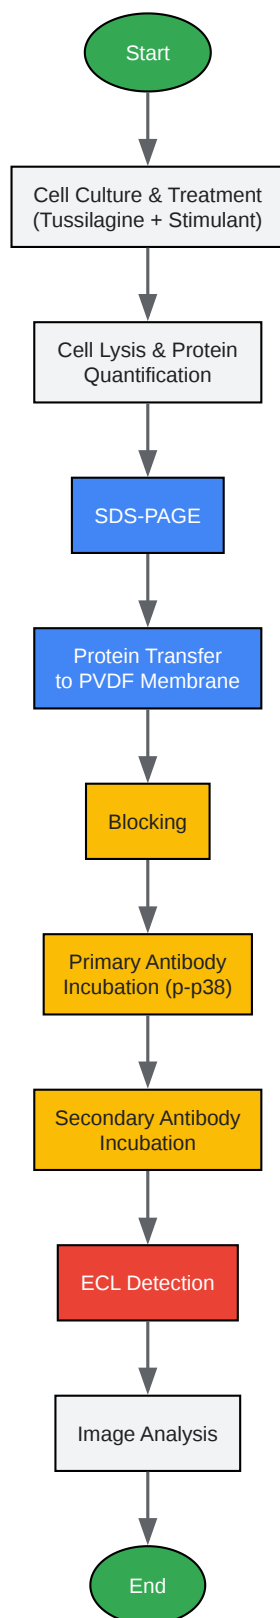 Start
Cell Culture & Treatment
(Tussilagine + Stimulant)
Cell Lysis & Protein
Quantification
SDS-PAGE
Protein Transfer
to PVDF Membrane
Blocking
Primary Antibody
Incubation (p-p38)
Secondary Antibody
Incubation
ECL Detection
Image Analysis
End